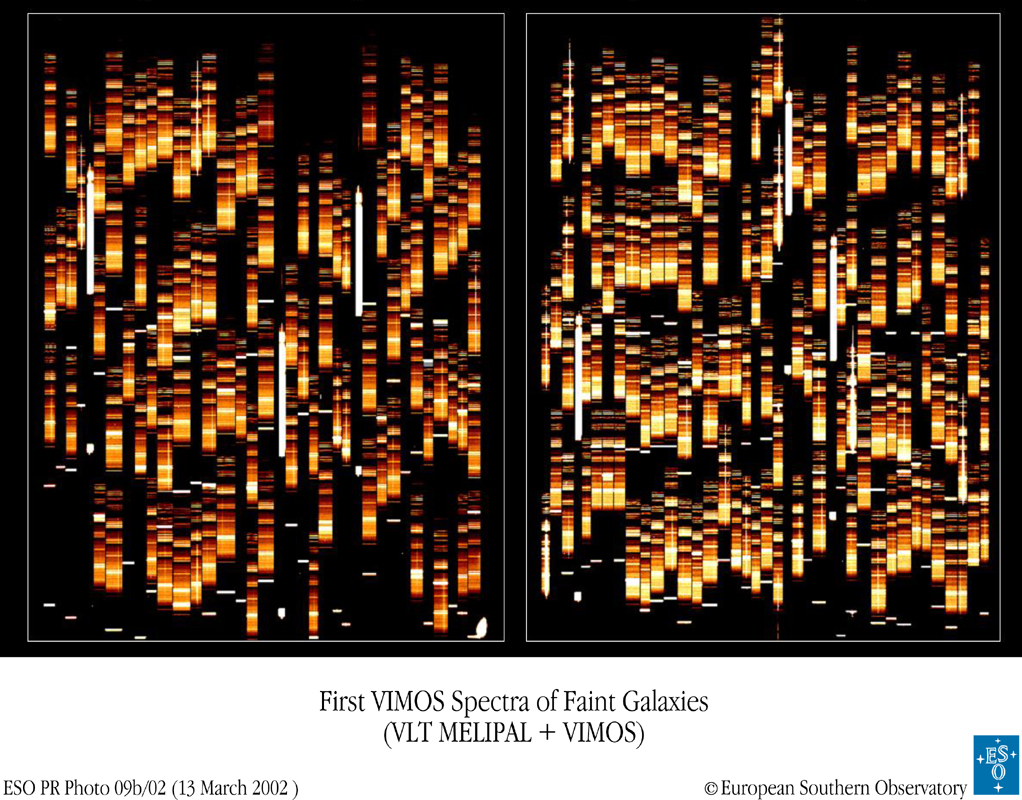 First VIMOS Spectra of Faint Galaxies
(VLT MELIPAL + VIMOS)
ESO PR Photo 09b/02 (13 March 2002 )
© European Southern Observatory
ESO